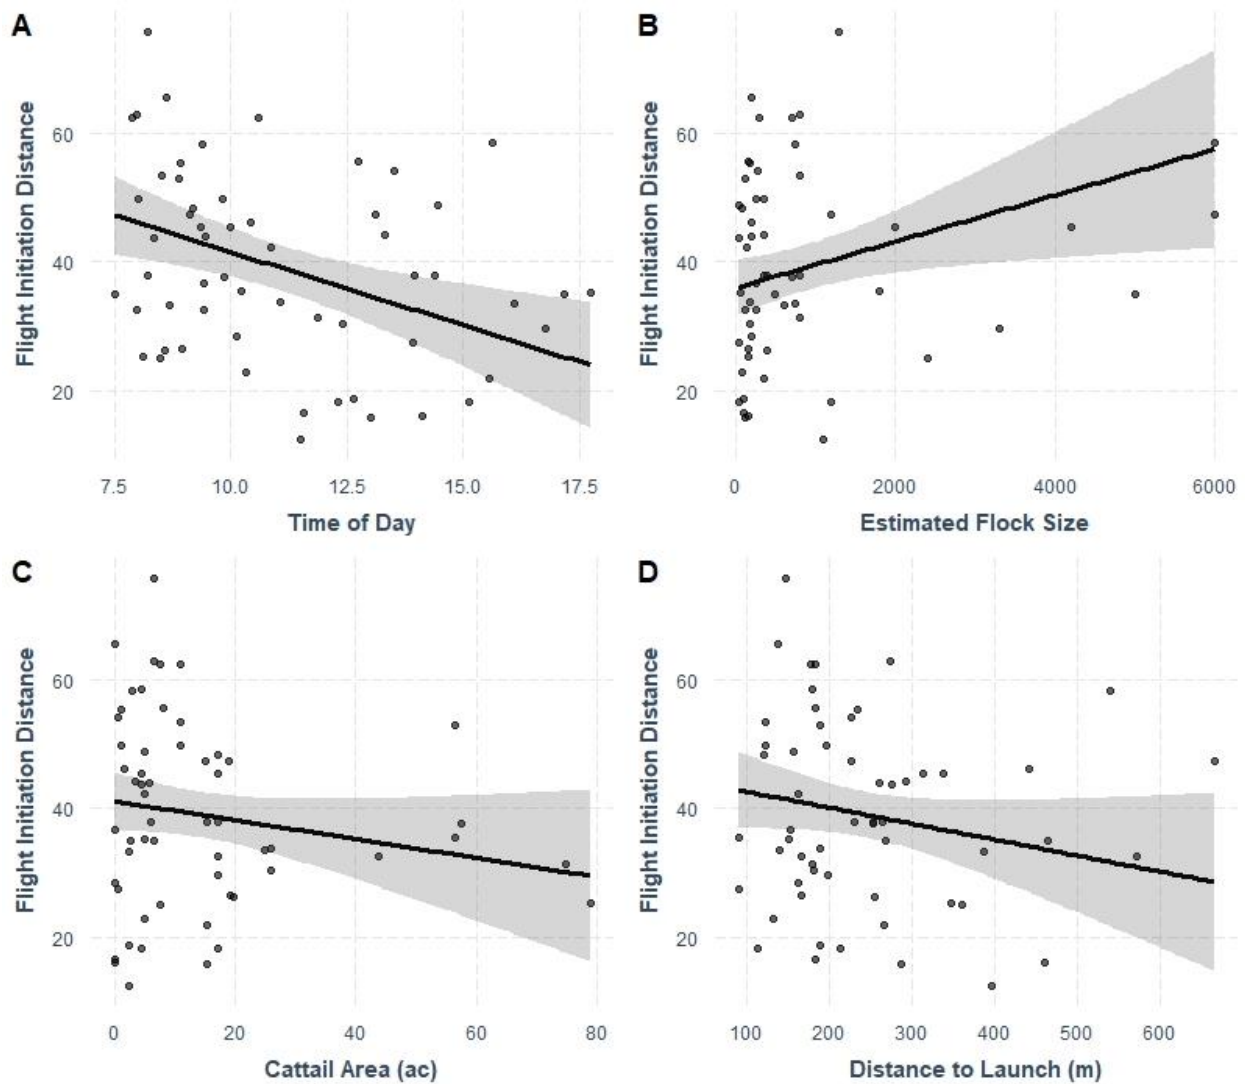 A
Flight Initiation Distance
60
40
20
7.5 10.0 12.5 15.0 17.5
Time of Day
B
Flight Initiation Distance
60
40
20
0 2000 4000 6000
Estimated Flock Size
C
Flight Initiation Distance
60
40
20
0 20 40 60 80
Cattail Area (ac)
D
Flight Initiation Distance
60
40
20
100 200 300 400 500 600
Distance to Launch (m)